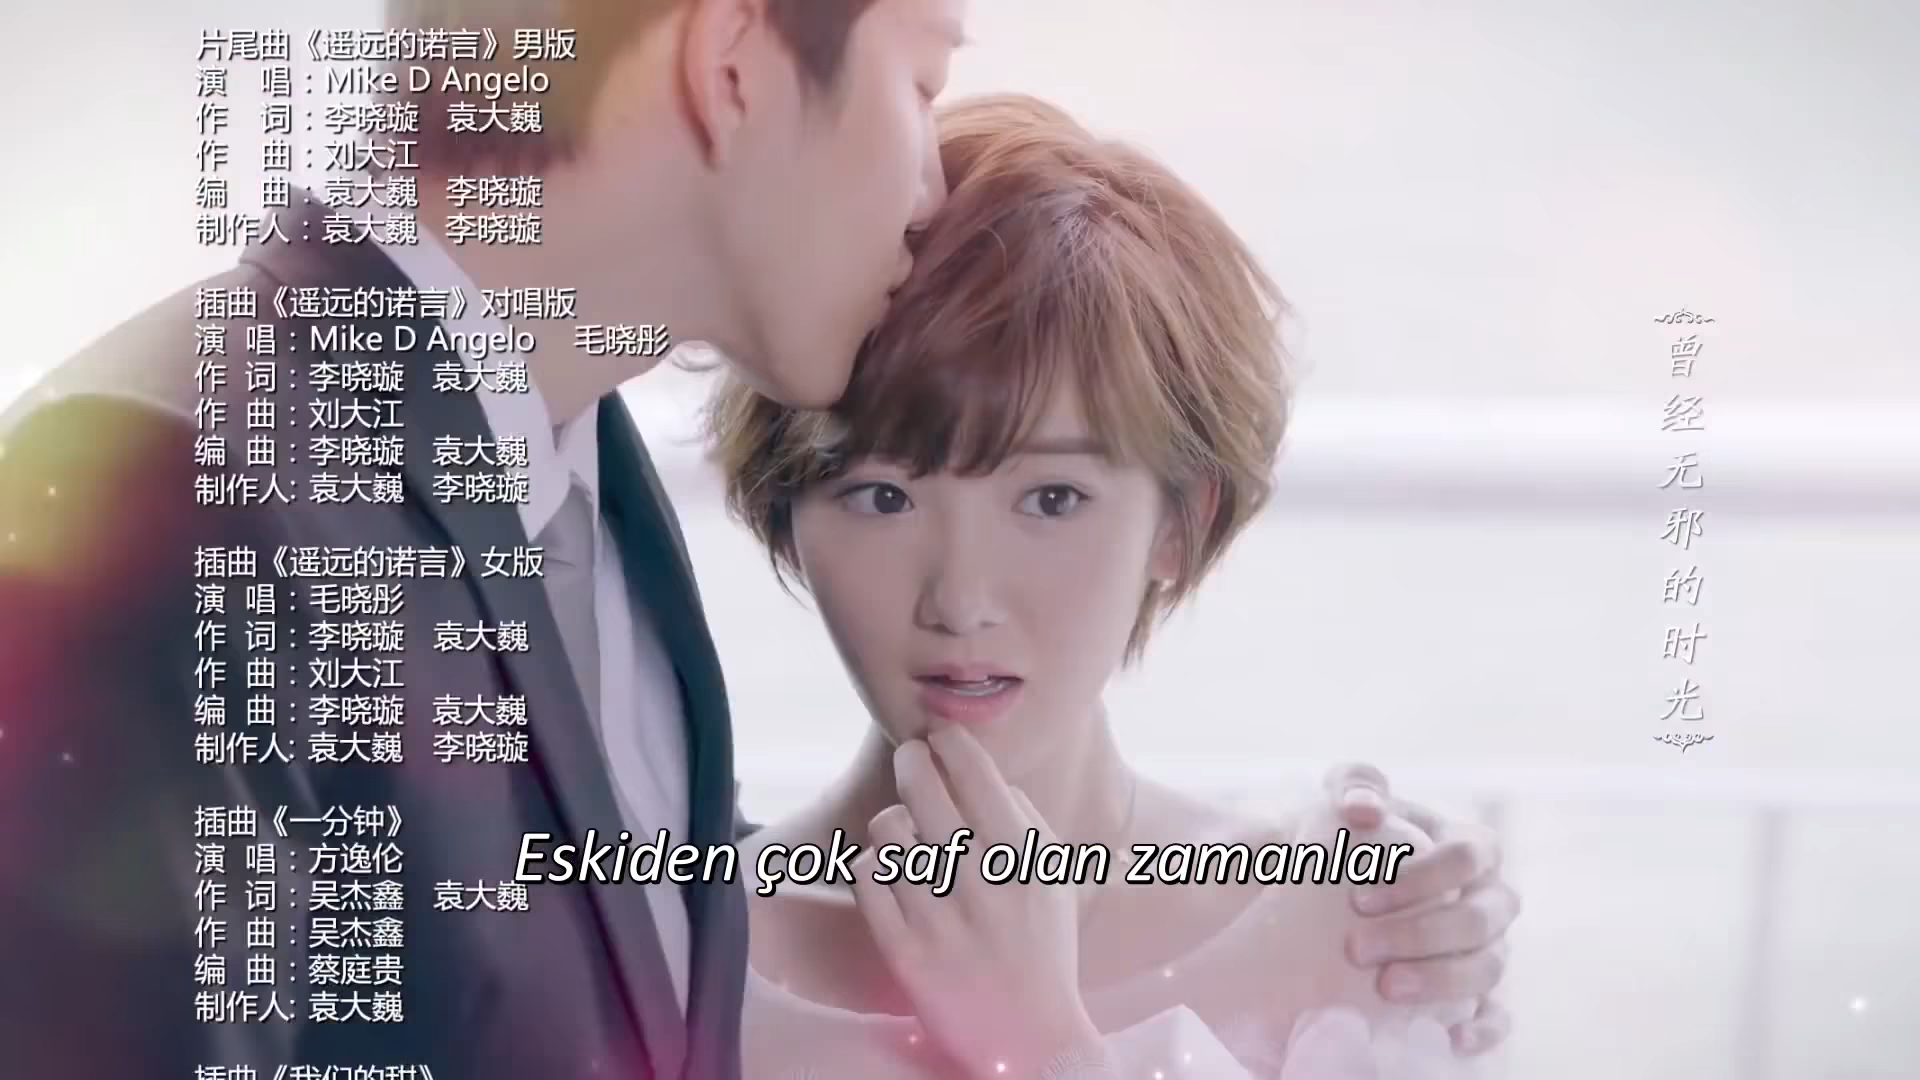 片尾曲《遥远的诺言》男版
演 唱：Mike D Angelo
作 词：李晓璇 袁大巍
作 曲：刘大江
编 曲：袁大巍 李晓璇
制作人：袁大巍 李晓璇
插曲《遥远的诺言》对唱版
演 唱：Mike D Angelo 毛晓彤
作 词：李晓璇 袁大巍
作 曲：刘大江
编 曲：李晓璇 袁大巍
制作人: 袁大巍 李晓璇
插曲《遥远的诺言》女版
演 唱：毛晓彤
作 词：李晓璇 袁大巍
作 曲：刘大江
编 曲：李晓璇 袁大巍
制作人: 袁大巍 李晓璇
插曲《一分钟》
演 唱：方逸伦
作 词：吴杰鑫 袁大巍
作 曲：吴杰鑫
编 曲：蔡庭贵
制作人: 袁大巍
插曲《我们的甜》
曾经无邪的时光
Eskiden çok saf olan zamanlar